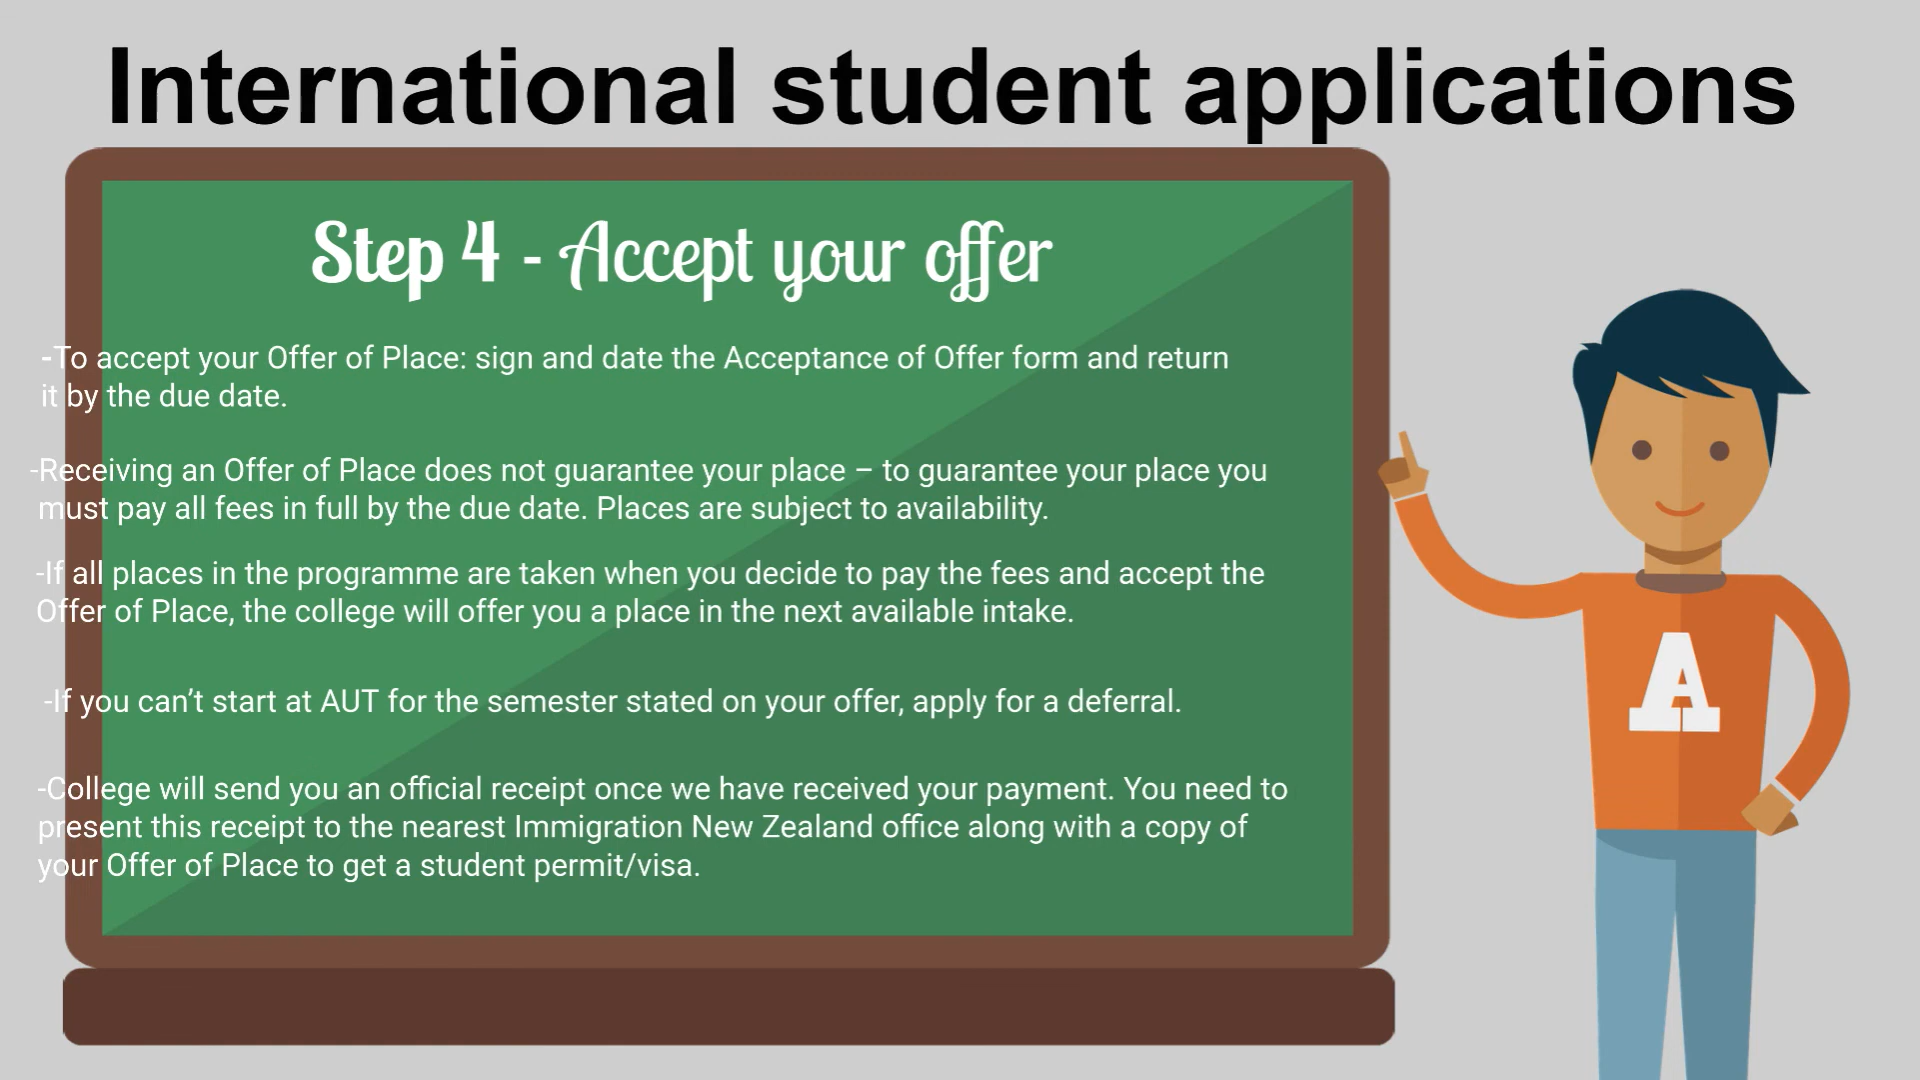 International student applications
Step 4 - Accept your offer
-To accept your Offer of Place: sign and date the Acceptance of Offer form and return
it by the due date.
-Receiving an Offer of Place does not guarantee your place – to guarantee your place you
must pay all fees in full by the due date. Places are subject to availability.
-If all places in the programme are taken when you decide to pay the fees and accept the
Offer of Place, the college will offer you a place in the next available intake.
-If you can’t start at AUT for the semester stated on your offer, apply for a deferral.
-College will send you an official receipt once we have received your payment. You need to
present this receipt to the nearest Immigration New Zealand office along with a copy of
your Offer of Place to get a student permit/visa.
A